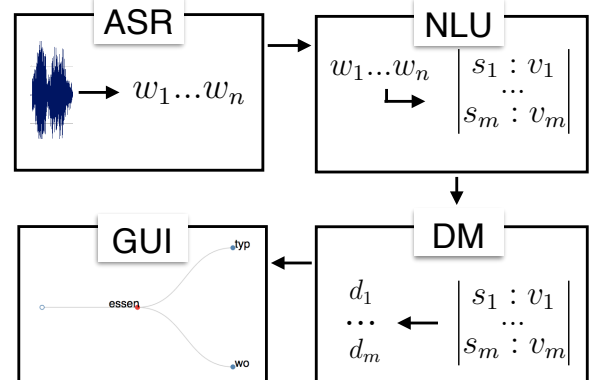 ASR
w₁...wₙ
NLU
w₁...wₙ
s₁ : v₁
...
sₘ : vₘ
GUI
typ
essen
wo
DM
d₁
...
dₘ
s₁ : v₁
...
sₘ : vₘ